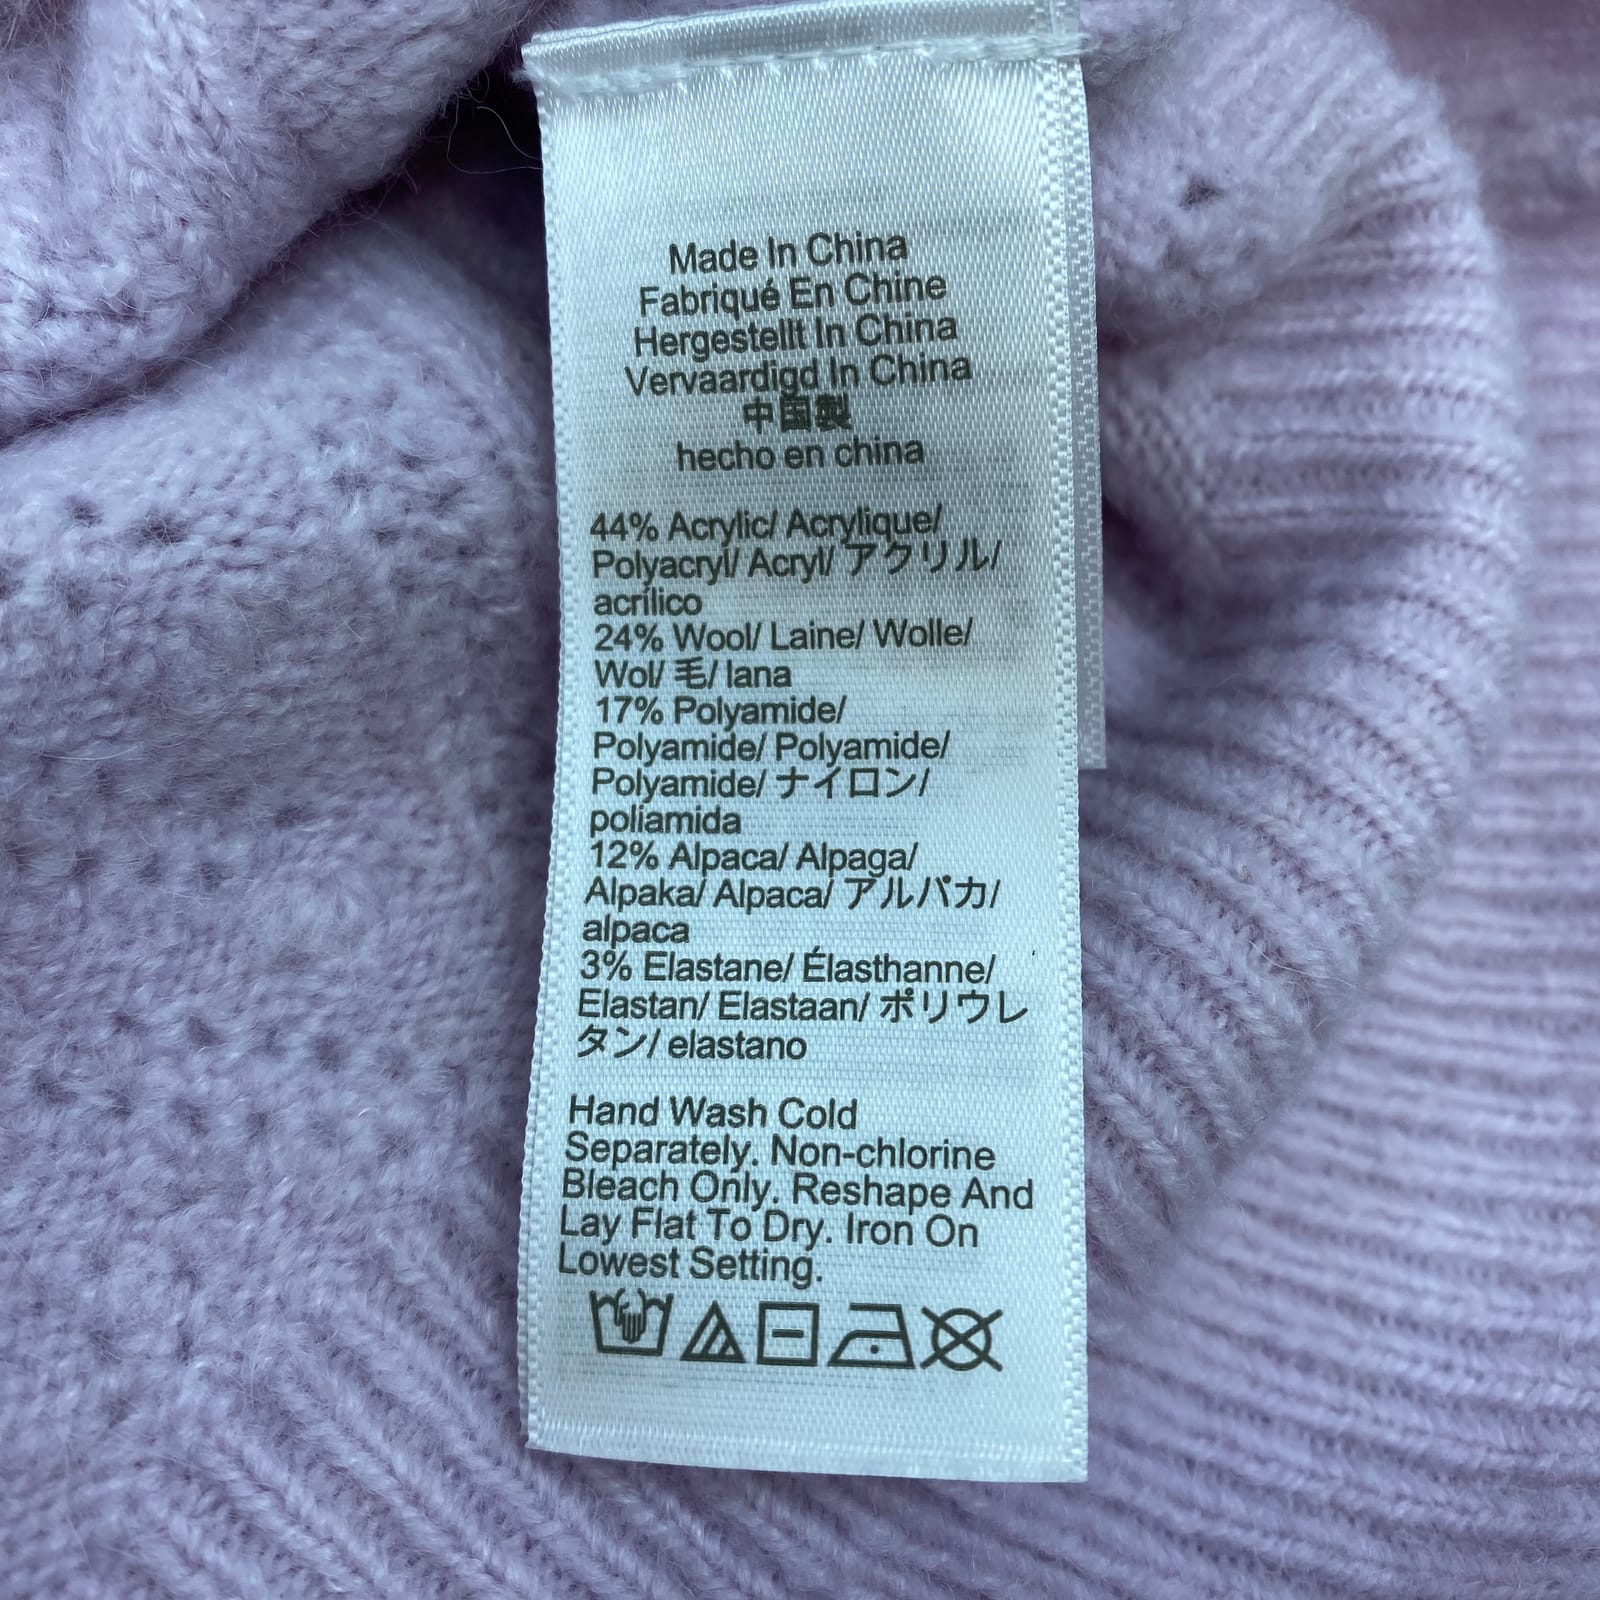 Made In China
Fabriqué En Chine
Hergestellt In China
Vervaardigd In China
中国製
hecho en china
44% Acrylic/ Acrylique/
Polyacryl/ Acryl/ アクリル/
acrílico
24% Wool/ Laine/ Wolle/
Wol/ 毛/ lana
17% Polyamide/
Polyamide/ Polyamide/
Polyamide/ ナイロン/
poliamida
12% Alpaca/ Alpaga/
Alpaka/ Alpaca/ アルパカ/
alpaca
3% Elastane/ Élasthanne/
Elastan/ Elastaan/ ポリウレ
タン/ elastano
Hand Wash Cold
Separately. Non-chlorine
Bleach Only. Reshape And
Lay Flat To Dry. Iron On
Lowest Setting.